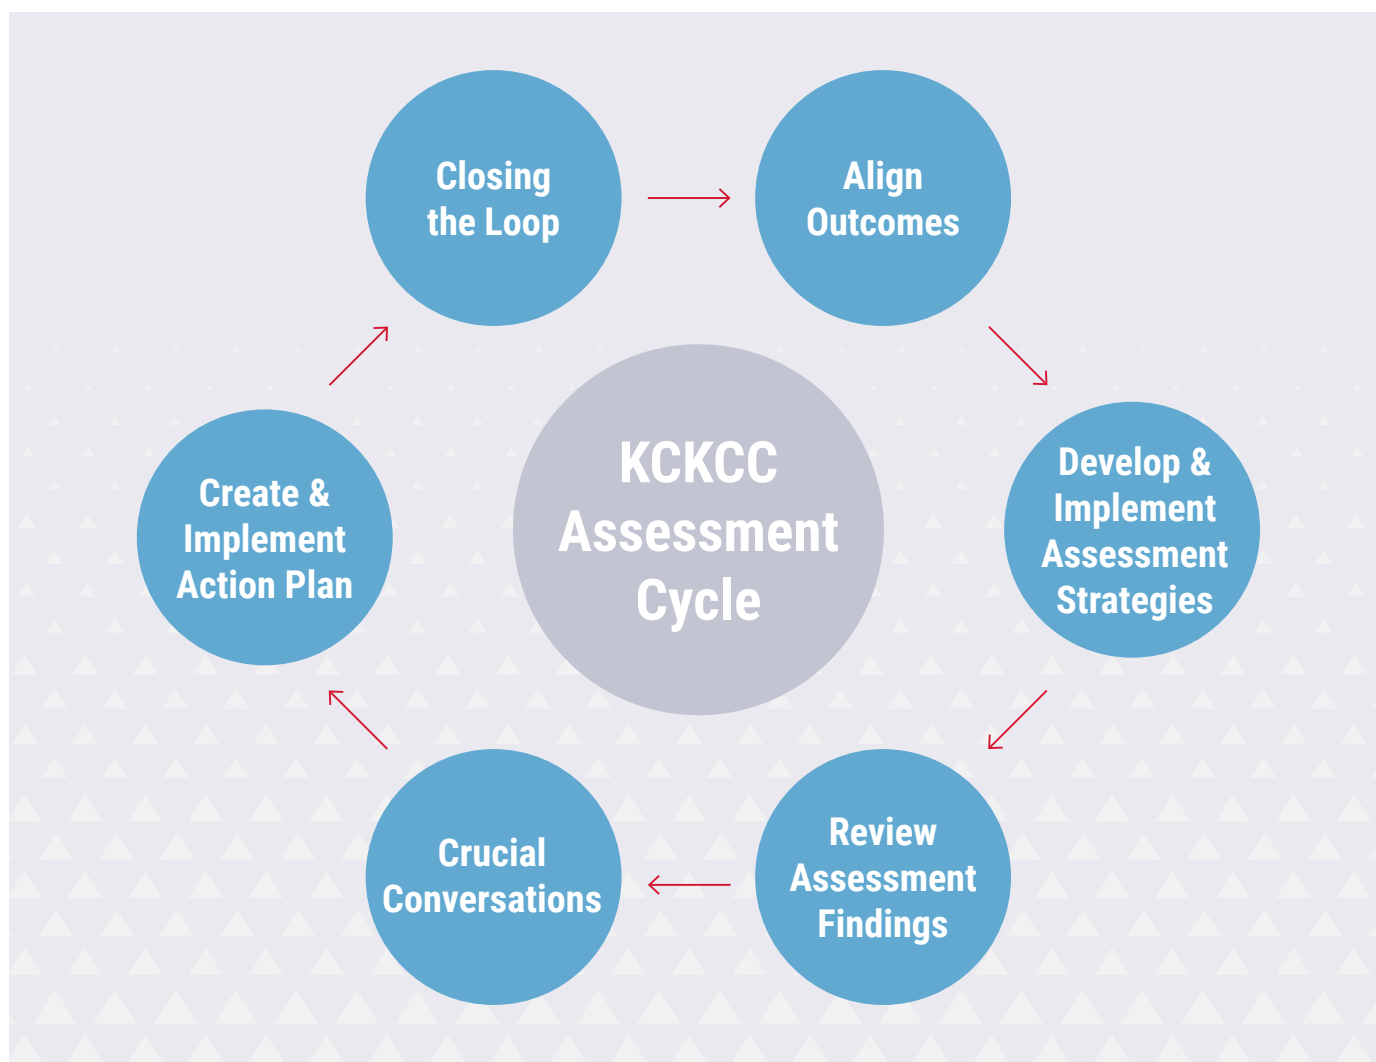 Closing
the Loop
Align
Outcomes
Develop &
Implement
Assessment
Strategies
Review
Assessment
Findings
Crucial
Conversations
Create &
Implement
Action Plan
KCKCC
Assessment
Cycle